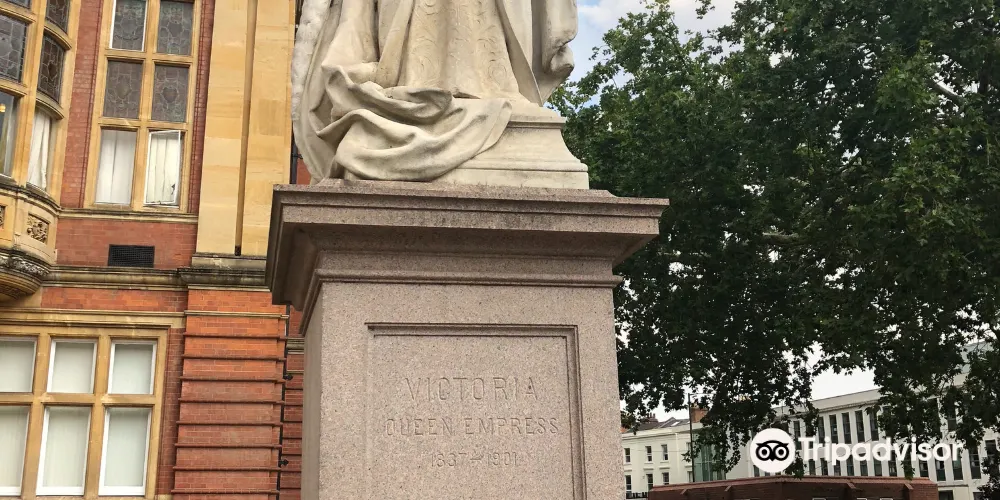 VICTORIA
QUEEN EMPRESS
1837-1901
Tripadvisor